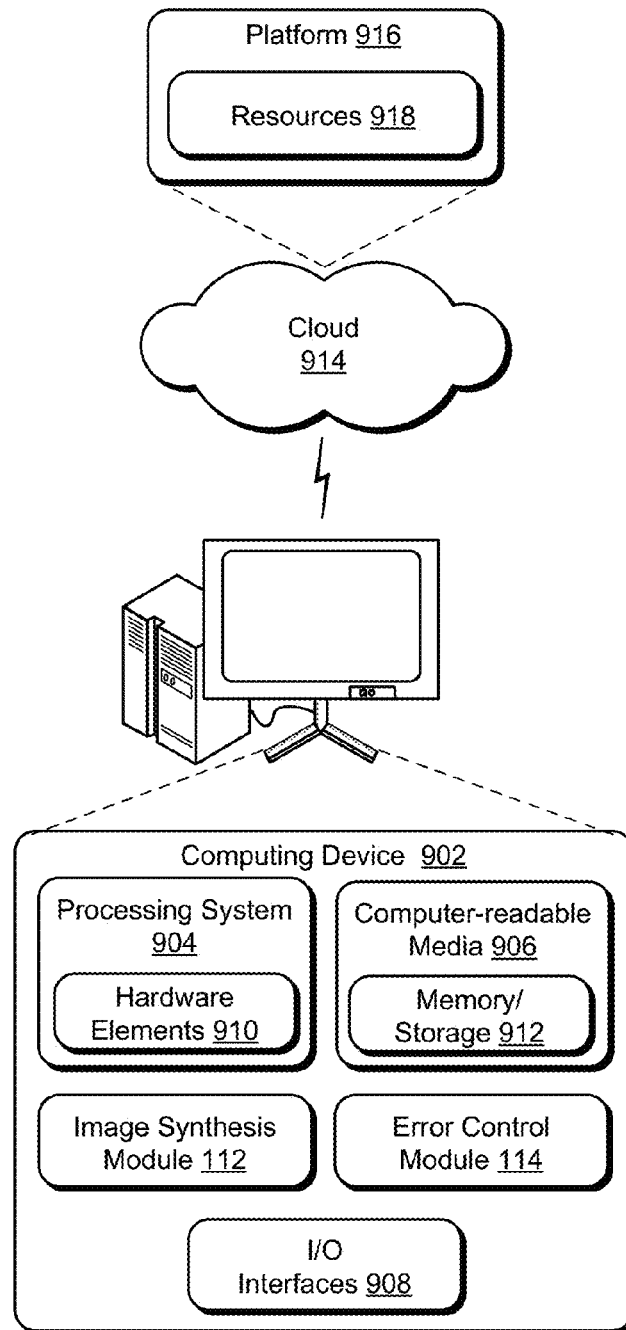 Platform 916
Resources 918
Cloud
914
Computing Device 902
Processing System
904
Hardware
Elements 910
Computer-readable
Media 906
Memory/
Storage 912
Image Synthesis
Module 112
Error Control
Module 114
I/O
Interfaces 908